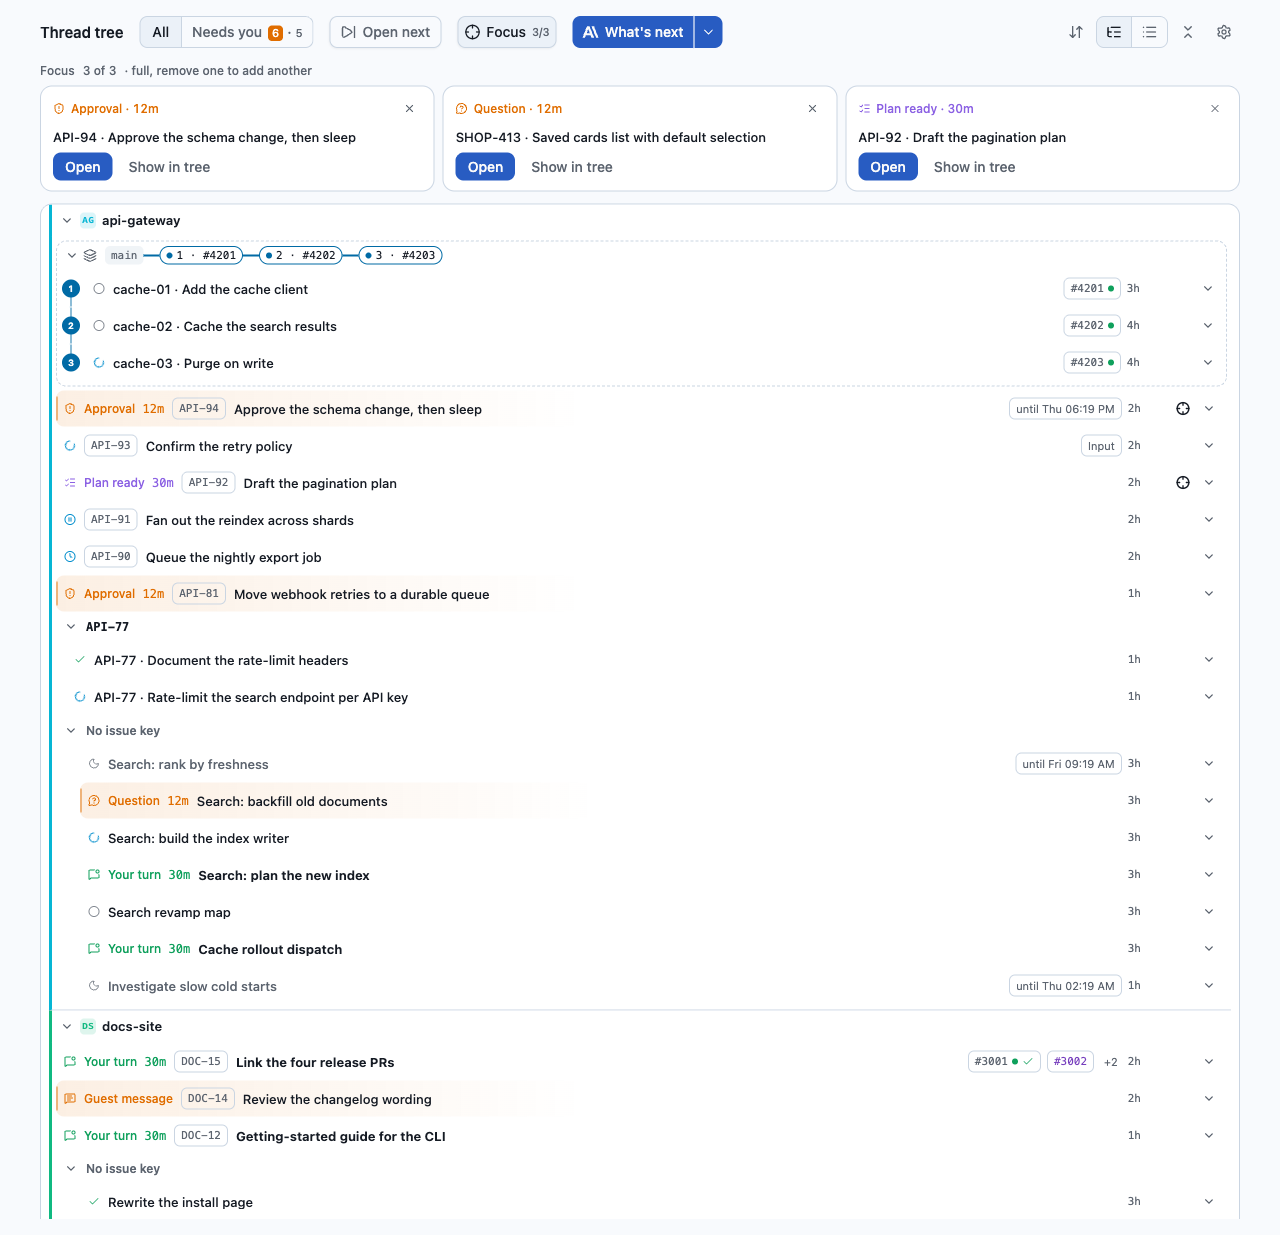 Thread tree All Needs you 6 · 5 Open next Focus 3/3 What's next
Focus 3 of 3 · full, remove one to add another
Approval · 12m
API-94 · Approve the schema change, then sleep
Open Show in tree
Question · 12m
SHOP-413 · Saved cards list with default selection
Open Show in tree
Plan ready · 30m
API-92 · Draft the pagination plan
Open Show in tree
AG api-gateway
main 1 · #4201 2 · #4202 3 · #4203
1 cache-01 · Add the cache client #4201 3h
2 cache-02 · Cache the search results #4202 4h
3 cache-03 · Purge on write #4203 4h
Approval 12m API-94 Approve the schema change, then sleep until Thu 06:19 PM 2h
API-93 Confirm the retry policy Input 2h
Plan ready 30m API-92 Draft the pagination plan 2h
API-91 Fan out the reindex across shards 2h
API-90 Queue the nightly export job 2h
Approval 12m API-81 Move webhook retries to a durable queue 1h
API-77
API-77 · Document the rate-limit headers 1h
API-77 · Rate-limit the search endpoint per API key 1h
No issue key
Search: rank by freshness until Fri 09:19 AM 3h
Question 12m Search: backfill old documents 3h
Search: build the index writer 3h
Your turn 30m Search: plan the new index 3h
Search revamp map 3h
Your turn 30m Cache rollout dispatch 3h
Investigate slow cold starts until Thu 02:19 AM 1h
DS docs-site
Your turn 30m DOC-15 Link the four release PRs #3001 #3002 +2 2h
Guest message DOC-14 Review the changelog wording 2h
Your turn 30m DOC-12 Getting-started guide for the CLI 1h
No issue key
Rewrite the install page 3h